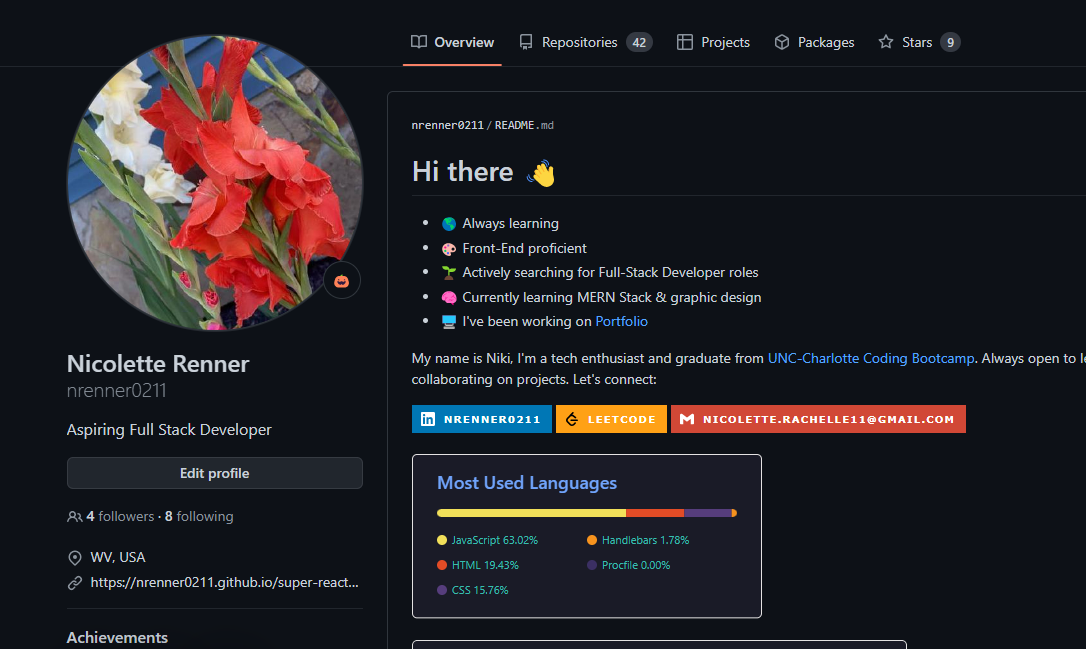 Overview Repositories 42 Projects Packages Stars 9
nrenner0211 / README.md
Hi there 👋
Always learning
Front-End proficient
Actively searching for Full-Stack Developer roles
Currently learning MERN Stack & graphic design
I've been working on Portfolio
My name is Niki, I'm a tech enthusiast and graduate from UNC-Charlotte Coding Bootcamp. Always open to
collaborating on projects. Let's connect:
NRENNER0211 LEETCODE NICOLETTE.RACHELLE11@GMAIL.COM
Most Used Languages
JavaScript 63.02%
HTML 19.43%
CSS 15.76%
Handlebars 1.78%
Procfile 0.00%
Nicolette Renner
nrenner0211
Aspiring Full Stack Developer
Edit profile
4 followers · 8 following
WV, USA
https://nrenner0211.github.io/super-react...
Achievements